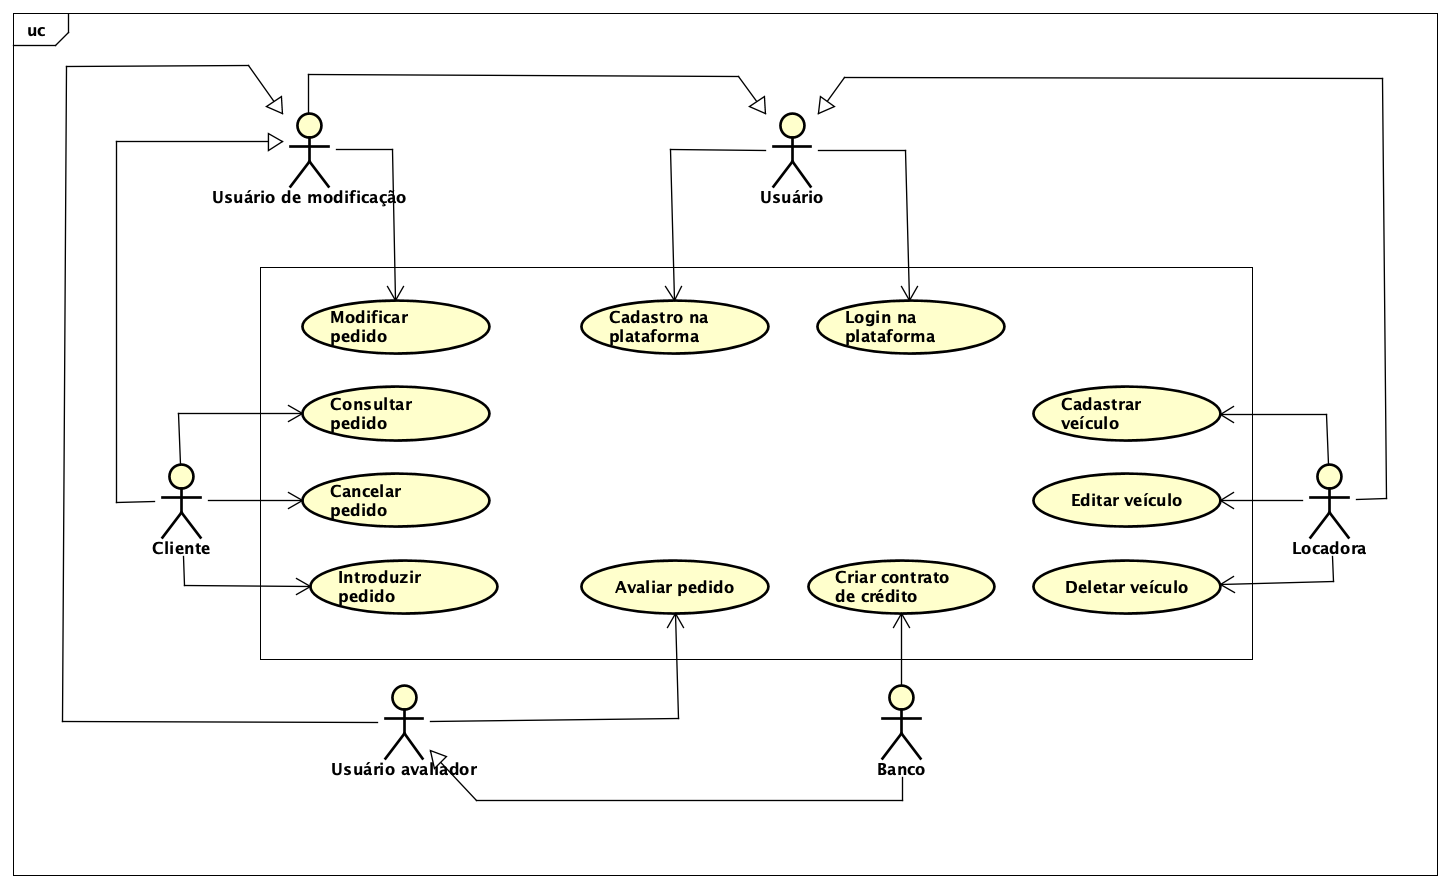 uc
Usuário de modificação
Usuário
Modificar
pedido
Cadastro na
plataforma
Login na
plataforma
Consultar
pedido
Cadastrar
veículo
Cancelar
pedido
Editar veículo
Cliente
Locadora
Introduzir
pedido
Avaliar pedido
Criar contrato
de crédito
Deletar veículo
Usuário avaliador
Banco